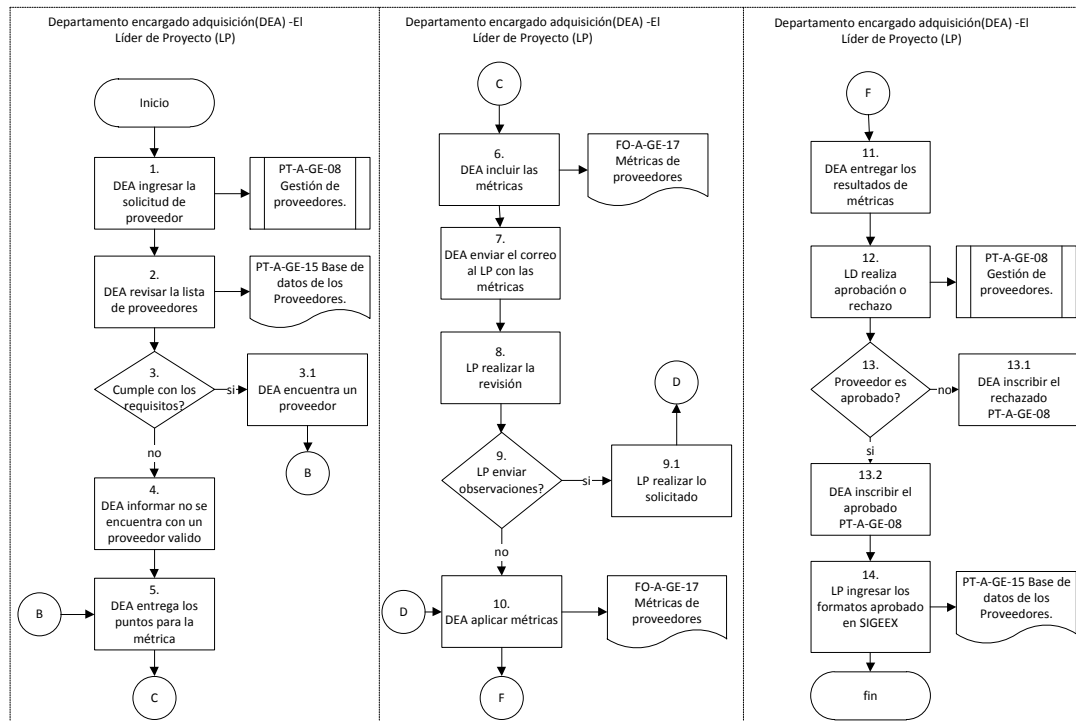 Departamento encargado adquisición(DEA) -El
Líder de Proyecto (LP)
Inicio
1.
DEA ingresar la
solicitud de
proveedor
PT-A-GE-08
Gestión de
proveedores.
2.
DEA revisar la lista
de proveedores
PT-A-GE-15 Base de
datos de los
Proveedores.
3.
Cumple con los
requisitos?
si
3.1
DEA encuentra un
proveedor
B
no
4.
DEA informar no se
encuentra con un
proveedor valido
B
5.
DEA entrega los
puntos para la
métrica
C
Departamento encargado adquisición(DEA) -El
Líder de Proyecto (LP)
C
6.
DEA incluir las
métricas
FO-A-GE-17
Métricas de
proveedores
7.
DEA enviar el correo
al LP con las
métricas
8.
LP realizar la
revisión
D
9.
LP enviar
observaciones?
si
9.1
LP realizar lo
solicitado
no
D
10.
DEA aplicar métricas
FO-A-GE-17
Métricas de
proveedores
F
Departamento encargado adquisición(DEA) -El
Líder de Proyecto (LP)
F
11.
DEA entregar los
resultados de
métricas
12.
LD realiza
aprobación o
rechazo
PT-A-GE-08
Gestión de
proveedores.
13.
Proveedor es
aprobado?
no
13.1
DEA inscribir el
rechazado
PT-A-GE-08
si
13.2
DEA inscribir el
aprobado
PT-A-GE-08
14.
LP ingresar los
formatos aprobado
en SIGEEX
PT-A-GE-15 Base de
datos de los
Proveedores.
fin